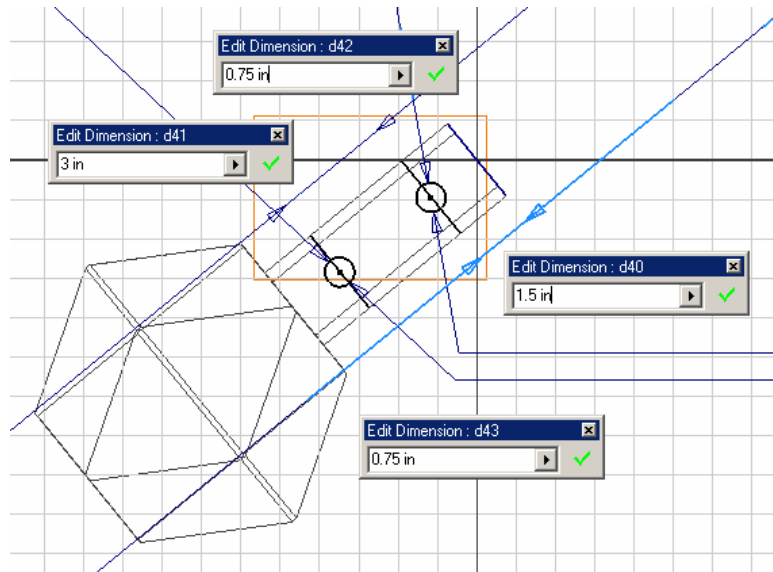 Edit Dimension : d42
0.75 in
Edit Dimension : d41
3 in
Edit Dimension : d40
1.5 in
Edit Dimension : d43
0.75 in